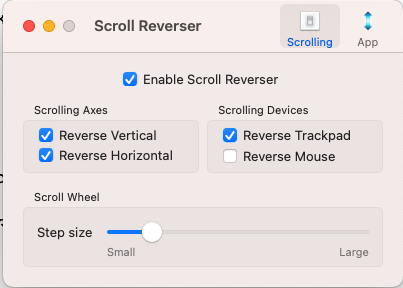 Scroll Reverser
Scrolling
App
Enable Scroll Reverser
Scrolling Axes
Scrolling Devices
Reverse Vertical
Reverse Trackpad
Reverse Horizontal
Reverse Mouse
Scroll Wheel
Step size
Small
Large